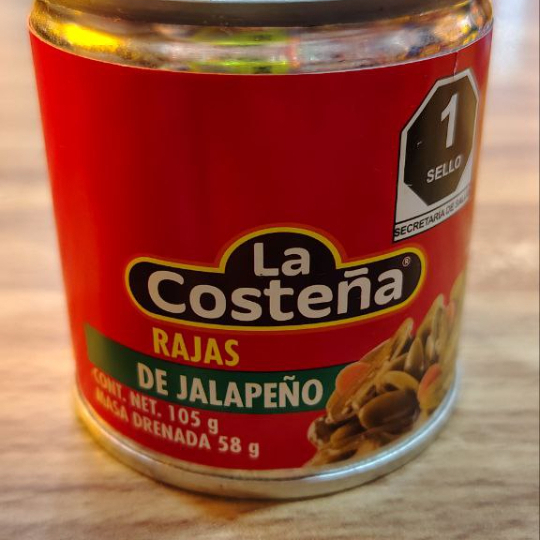 1
SELLO
SECRETARÍA DE
La
Costeña®
RAJAS
DE JALAPEÑO
CONT. NET. 105 g
MASA DRENADA 58 g